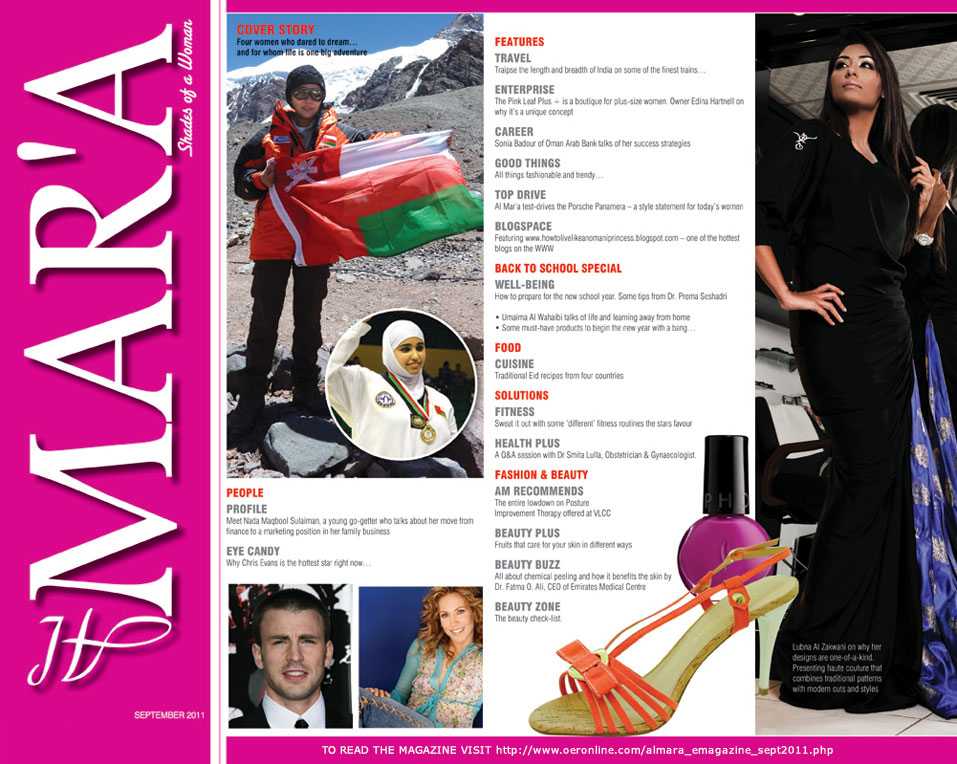 MAR'A
Shades of a Woman
SEPTEMBER 2011
COVER STORY
Four women who dared to dream…
and for whom life is one big adventure
PEOPLE
PROFILE
Meet Nada Maqbool Sulaiman, a young go-getter who talks about her move from
finance to a marketing position in her family business
EYE CANDY
Why Chris Evans is the hottest star right now…
FEATURES
TRAVEL
Traipse the length and breadth of India on some of the finest trains…
ENTERPRISE
The Pink Leaf Plus + is a boutique for plus-size women. Owner Edina Hartnell on
why it's a unique concept
CAREER
Sonia Badour of Oman Arab Bank talks of her success strategies
GOOD THINGS
All things fashionable and trendy…
TOP DRIVE
Al Mar'a test-drives the Porsche Panamera – a style statement for today's women
BLOGSPACE
Featuring www.howtolivelikeanomaniprincess.blogspot.com – one of the hottest
blogs on the WWW
BACK TO SCHOOL SPECIAL
WELL-BEING
How to prepare for the new school year. Some tips from Dr. Prema Seshadri
• Umaima Al Wahaibi talks of life and learning away from home
• Some must-have products to begin the new year with a bang…
FOOD
CUISINE
Traditional Eid recipes from four countries
SOLUTIONS
FITNESS
Sweat it out with some 'different' fitness routines the stars favour
HEALTH PLUS
A Q&A session with Dr Smita Lulla, Obstetrician & Gynaecologist.
FASHION & BEAUTY
AM RECOMMENDS
The entire lowdown on Posture
Improvement Therapy offered at VLCC
BEAUTY PLUS
Fruits that care for your skin in different ways
BEAUTY BUZZ
All about chemical peeling and how it benefits the skin by
Dr. Fatma O. Ali, CEO of Emirates Medical Centre
BEAUTY ZONE
The beauty check-list.
PHO
Lubna Al Zakwani on why her
designs are one-of-a-kind.
Presenting haute couture that
combines traditional patterns
with modern cuts and styles
TO READ THE MAGAZINE VISIT http://www.oeronline.com/almara_emagazine_sept2011.php